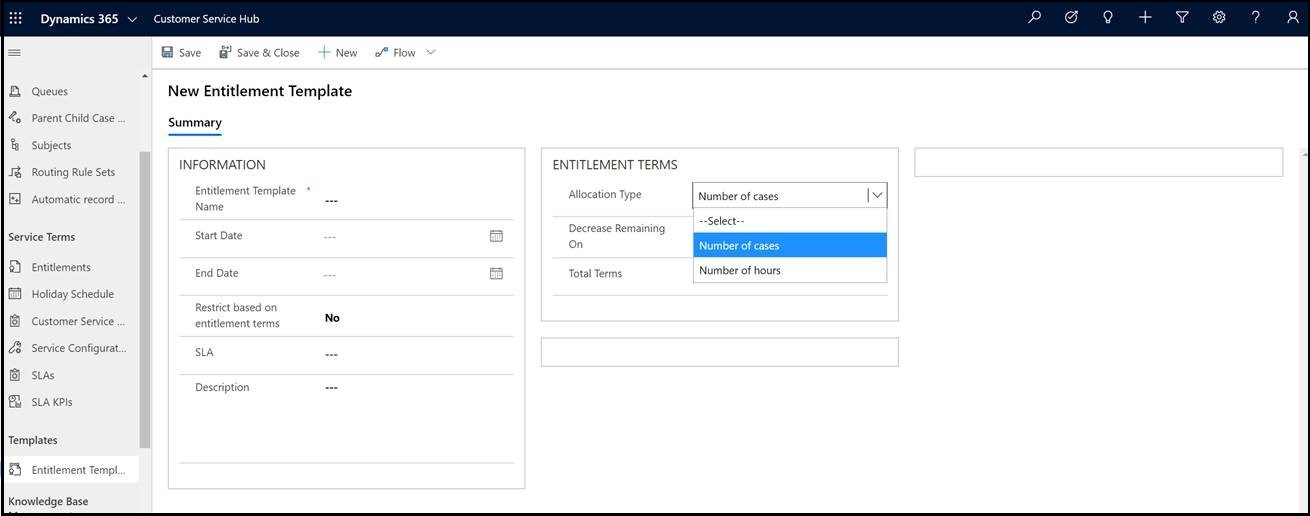 Dynamics 365
Customer Service Hub
Save
Save & Close
New
Flow
Queues
Parent Child Case ...
Subjects
Routing Rule Sets
Automatic record ...
Service Terms
Entitlements
Holiday Schedule
Customer Service ...
Service Configurat...
SLAs
SLA KPIs
Templates
Entitlement Templ...
Knowledge Base
New Entitlement Template
Summary
INFORMATION
Entitlement Template
Name
*
---
Start Date
---
End Date
---
Restrict based on
entitlement terms
No
SLA
---
Description
---
ENTITLEMENT TERMS
Allocation Type
Number of cases
--Select--
Number of cases
Number of hours
Decrease Remaining
On
Total Terms